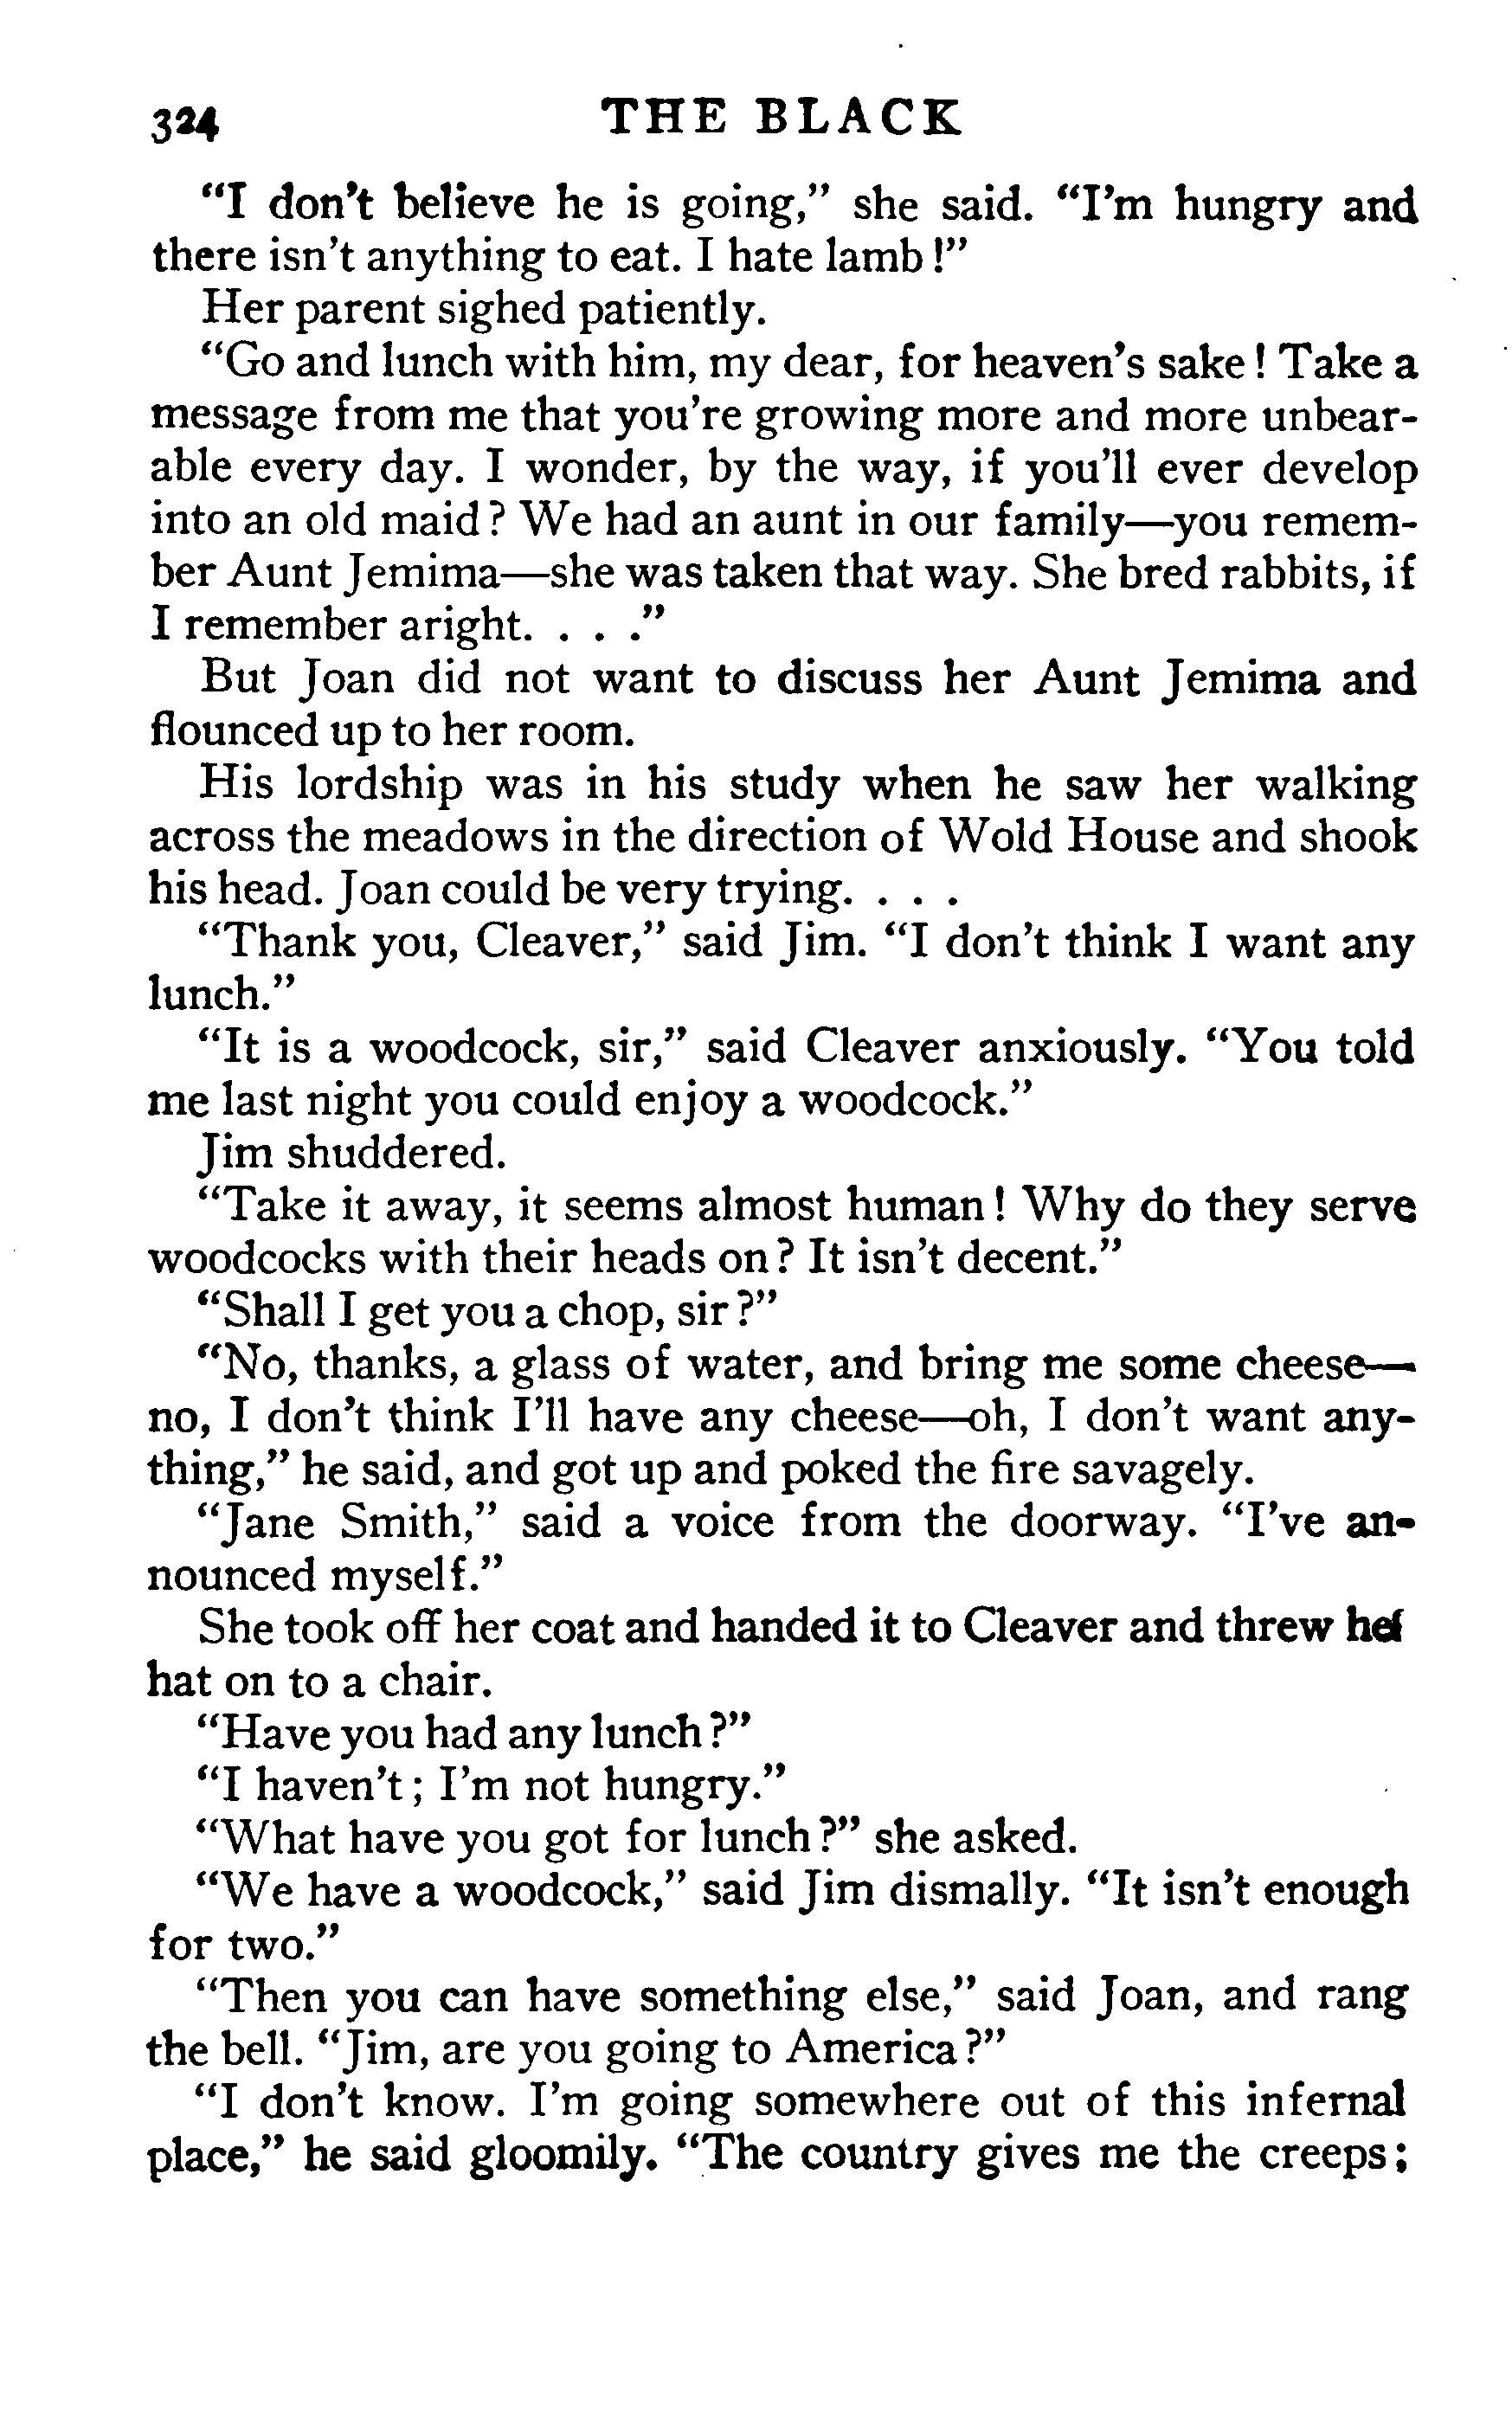 324 THE BLACK
“I don’t believe he is going,” she said. “I’m hungry and
there isn’t anything to eat. I hate lamb!”
Her parent sighed patiently.
“Go and lunch with him, my dear, for heaven’s sake! Take a
message from me that you’re growing more and more unbear-
able every day. I wonder, by the way, if you’ll ever develop
into an old maid? We had an aunt in our family—you remem-
ber Aunt Jemima—she was taken that way. She bred rabbits, if
I remember aright. . . .”
But Joan did not want to discuss her Aunt Jemima and
flounced up to her room.
His lordship was in his study when he saw her walking
across the meadows in the direction of Wold House and shook
his head. Joan could be very trying. . . .
“Thank you, Cleaver,” said Jim. “I don’t think I want any
lunch.”
“It is a woodcock, sir,” said Cleaver anxiously. “You told
me last night you could enjoy a woodcock.”
Jim shuddered.
“Take it away, it seems almost human! Why do they serve
woodcocks with their heads on? It isn’t decent.”
“Shall I get you a chop, sir?”
“No, thanks, a glass of water, and bring me some cheese—
no, I don’t think I’ll have any cheese—oh, I don’t want any-
thing,” he said, and got up and poked the fire savagely.
“Jane Smith,” said a voice from the doorway. “I’ve an-
nounced myself.”
She took off her coat and handed it to Cleaver and threw her
hat on to a chair.
“Have you had any lunch?”
“I haven’t; I’m not hungry.”
“What have you got for lunch?” she asked.
“We have a woodcock,” said Jim dismally. “It isn’t enough
for two.”
“Then you can have something else,” said Joan, and rang
the bell. “Jim, are you going to America?”
“I don’t know. I’m going somewhere out of this infernal
place,” he said gloomily. “The country gives me the creeps;